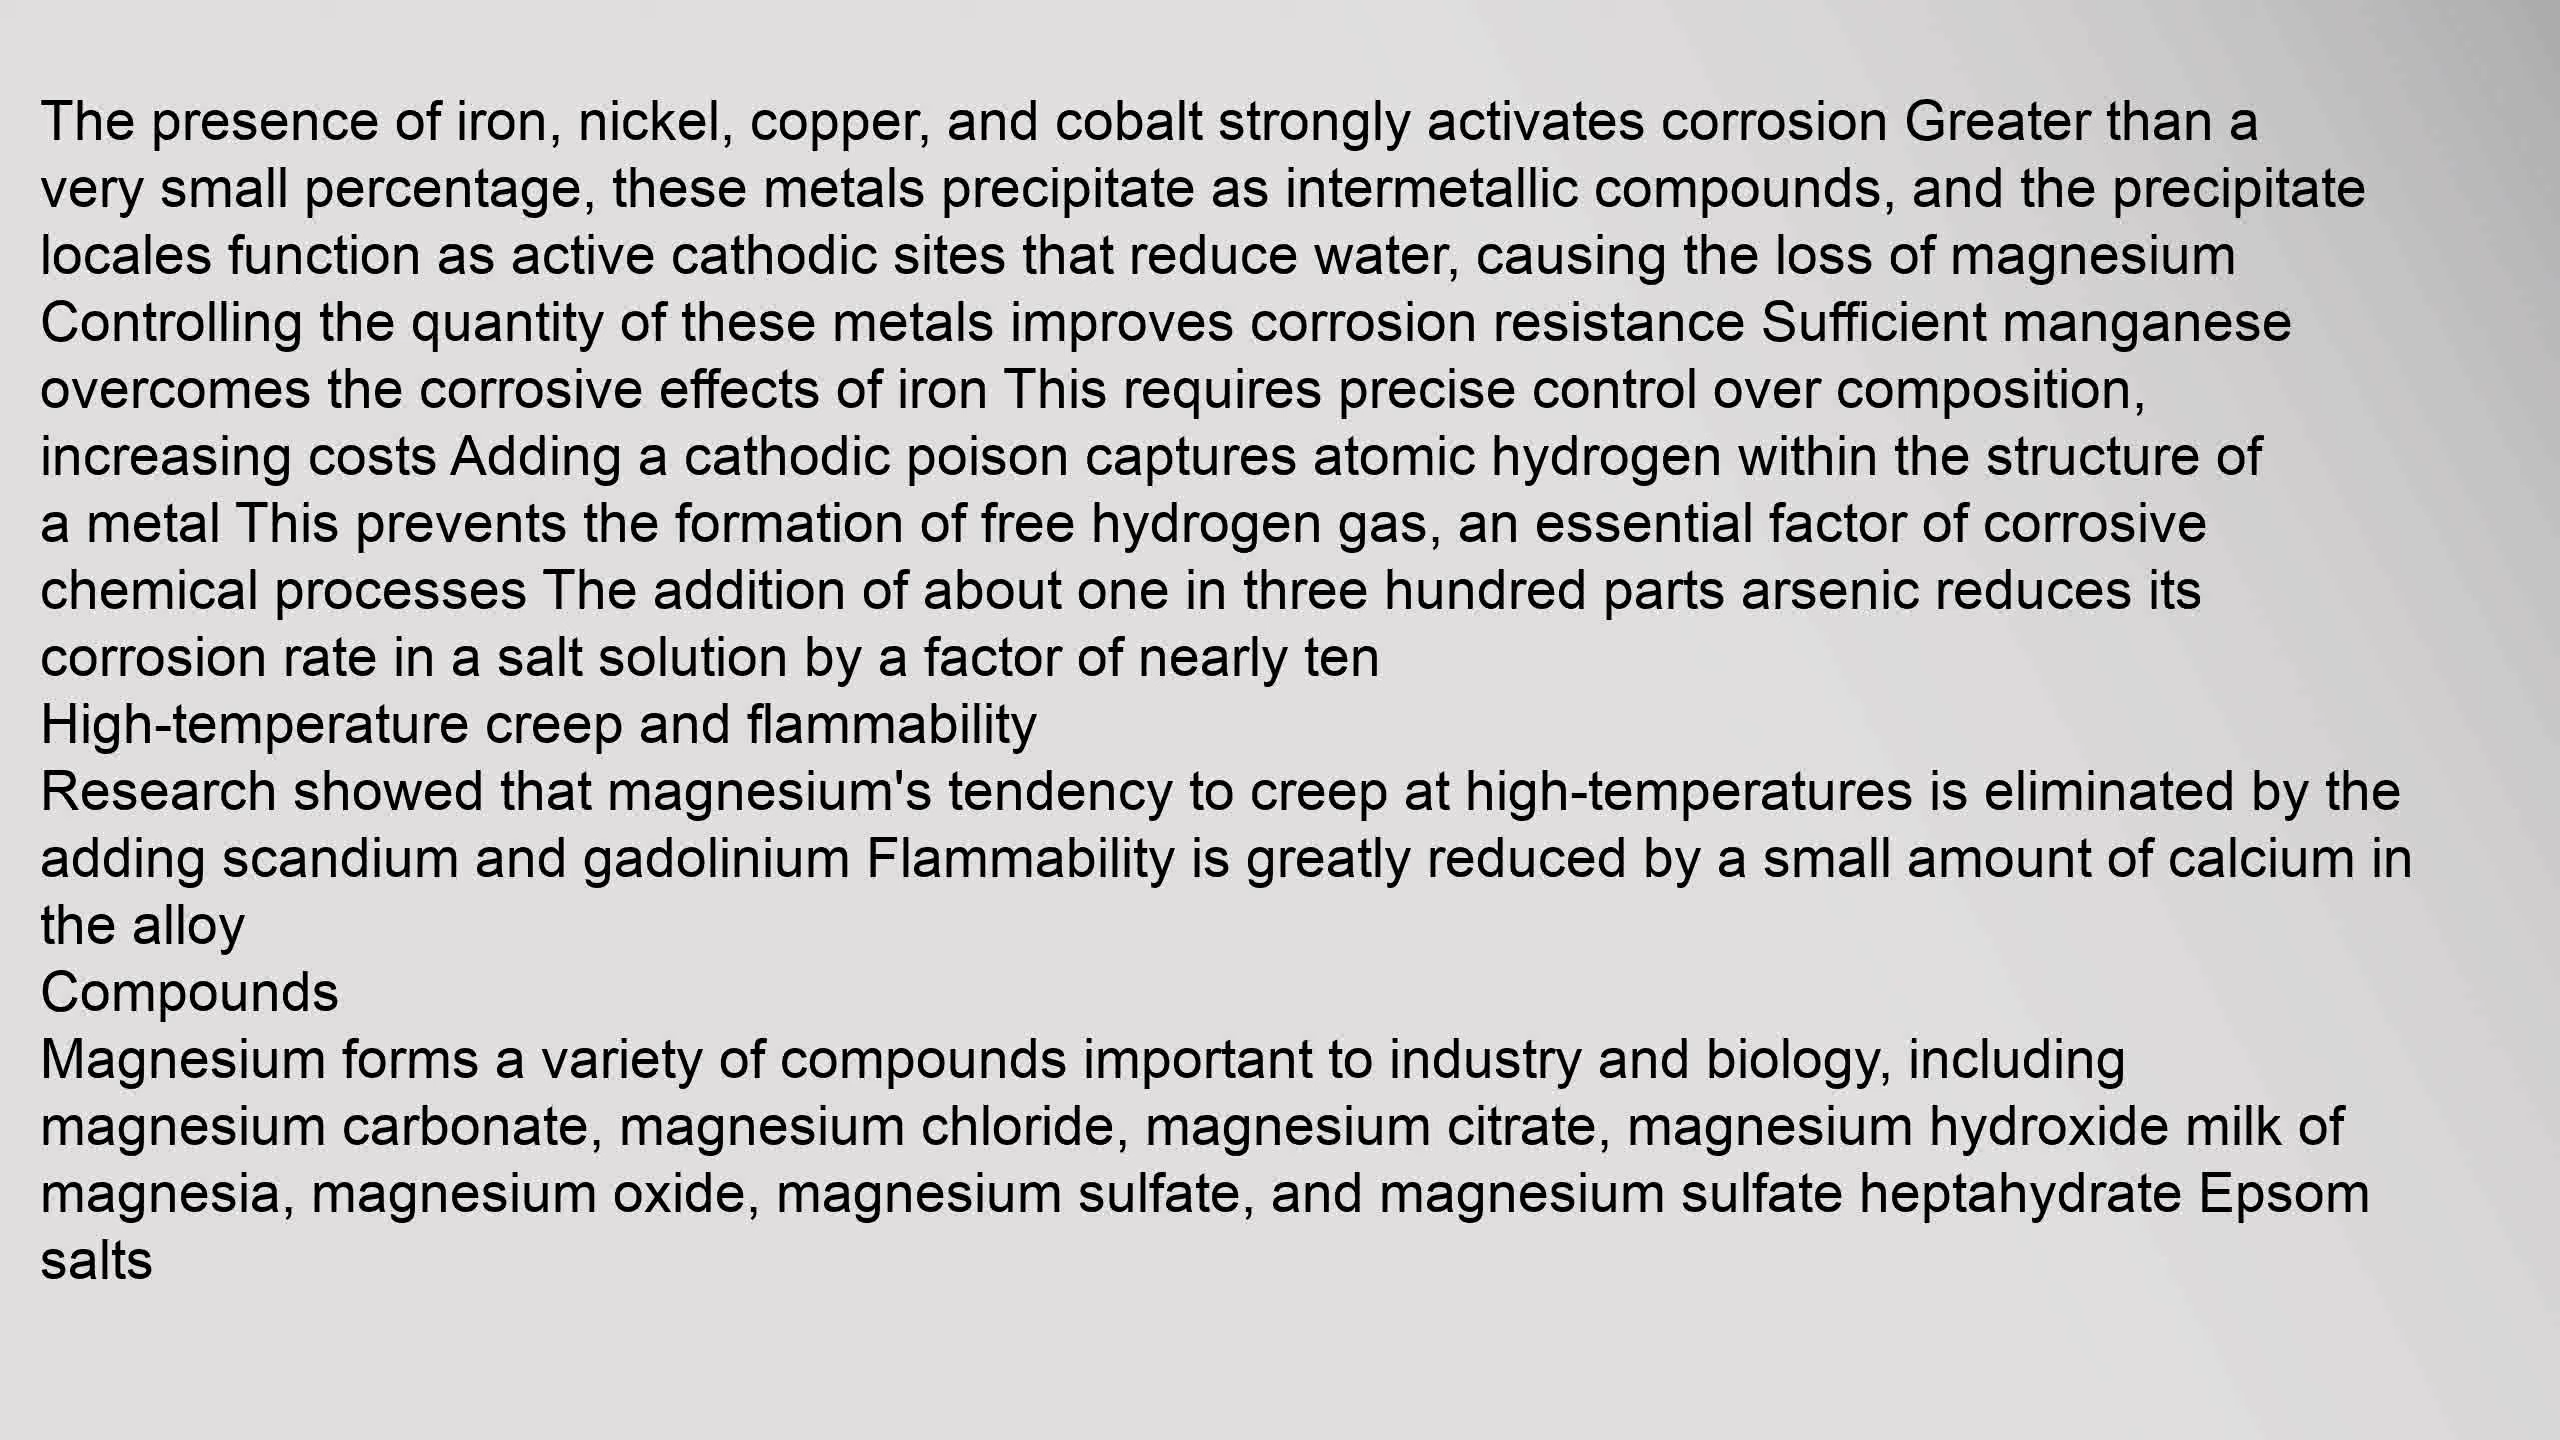 The presence of iron, nickel, copper, and cobalt strongly activates corrosion Greater than a
very small percentage, these metals precipitate as intermetallic compounds, and the precipitate
locales function as active cathodic sites that reduce water, causing the loss of magnesium
Controlling the quantity of these metals improves corrosion resistance Sufficient manganese
overcomes the corrosive effects of iron This requires precise control over composition,
increasing costs Adding a cathodic poison captures atomic hydrogen within the structure of
a metal This prevents the formation of free hydrogen gas, an essential factor of corrosive
chemical processes The addition of about one in three hundred parts arsenic reduces its
corrosion rate in a salt solution by a factor of nearly ten
High-temperature creep and flammability
Research showed that magnesium's tendency to creep at high-temperatures is eliminated by the
adding scandium and gadolinium Flammability is greatly reduced by a small amount of calcium in
the alloy
Compounds
Magnesium forms a variety of compounds important to industry and biology, including
magnesium carbonate, magnesium chloride, magnesium citrate, magnesium hydroxide milk of
magnesia, magnesium oxide, magnesium sulfate, and magnesium sulfate heptahydrate Epsom
salts